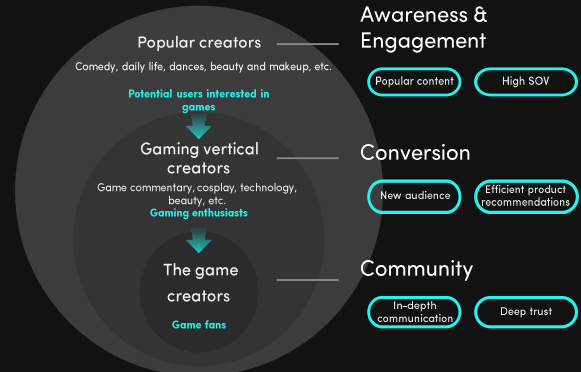 Popular creators
Comedy, daily life, dances, beauty and makeup, etc.
Potential users interested in
games
Gaming vertical
creators
Game commentary, cosplay, technology,
beauty, etc.
Gaming enthusiasts
The game
creators
Game fans
Awareness &
Engagement
Popular content
High SOV
Conversion
New audience
Efficient product
recommendations
Community
In-depth
communication
Deep trust